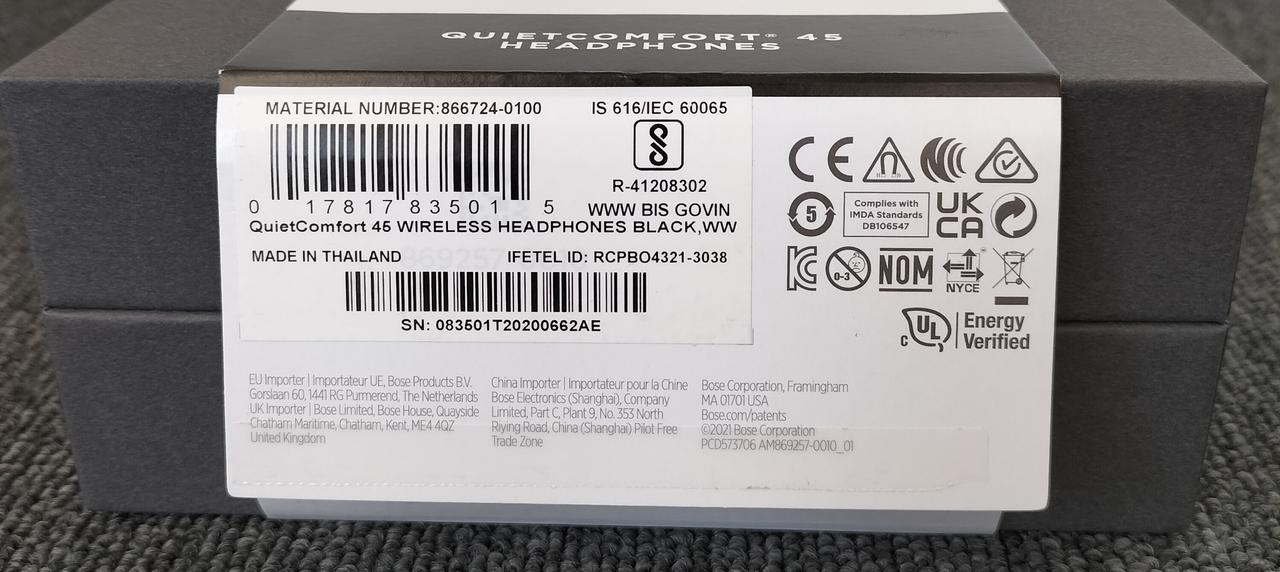 QUIETCOMFORT® 45
HEADPHONES
MATERIAL NUMBER:866724-0100
IS 616/IEC 60065
R-41208302
0 17817 83501 5
WWW BIS GOVIN
QuietComfort 45 WIRELESS HEADPHONES BLACK,WW
MADE IN THAILAND
IFETEL ID: RCPBO4321-3038
SN: 083501T20200662AE
CE
5
Complies with
IMDA Standards
DB106547
UK
CA
0-3
NOM
NYCE
C UL
Energy
Verified
EU Importer | Importateur UE, Bose Products B.V.
Gorslaan 60, 1441 RG Purmerend, The Netherlands
UK Importer | Bose Limited, Bose House, Quayside
Chatham Maritime, Chatham, Kent, ME4 4QZ
United Kingdom
China Importer | Importateur pour la Chine
Bose Electronics (Shanghai), Company
Limited, Part C, Plant 9, No. 353 North
Riying Road, China (Shanghai) Pilot Free
Trade Zone
Bose Corporation, Framingham
MA 01701 USA
Bose.com/patents
©2021 Bose Corporation
PCD573706 AM869257-0010_01